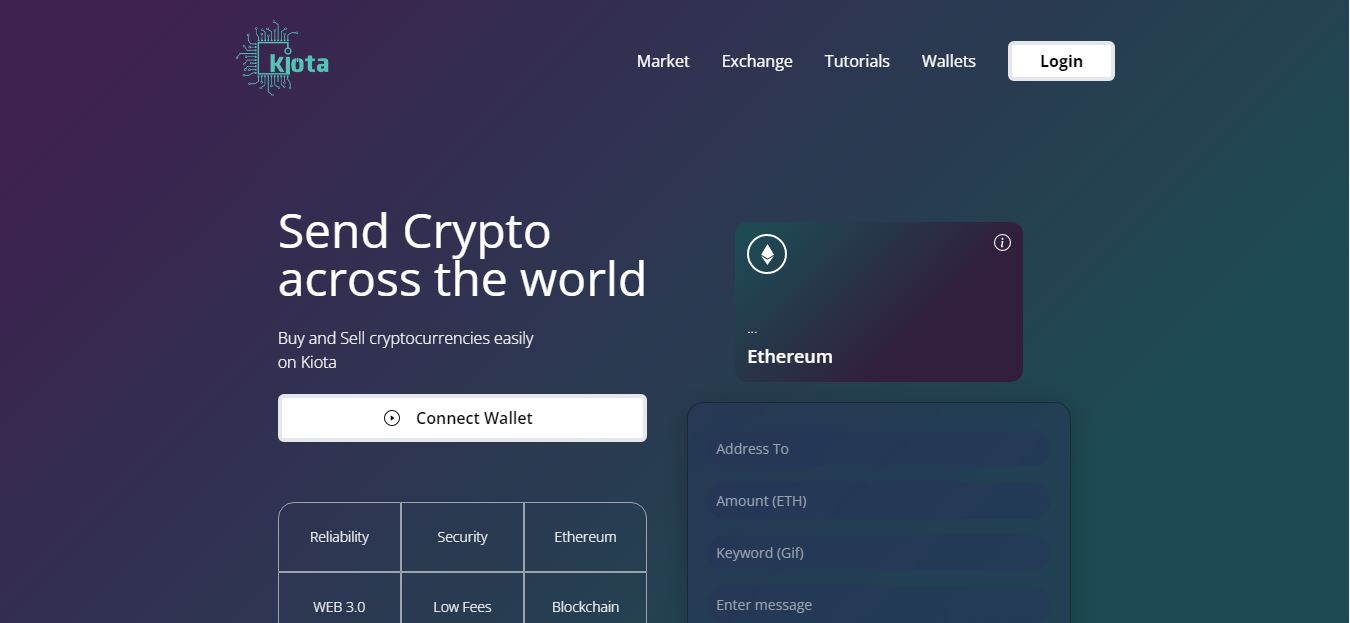 Kiota
Market
Exchange
Tutorials
Wallets
Login
Send Crypto
across the world
Buy and Sell cryptocurrencies easily
on Kiota
Connect Wallet
Reliability
Security
Ethereum
WEB 3.0
Low Fees
Blockchain
i
...
Ethereum
Address To
Amount (ETH)
Keyword (Gif)
Enter message